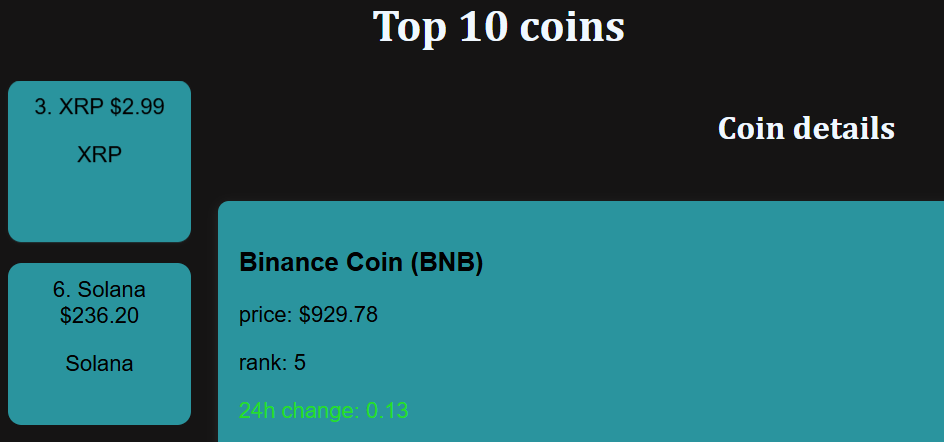 Top 10 coins
3. XRP $2.99
XRP
6. Solana
$236.20
Solana
Coin details
Binance Coin (BNB)
price: $929.78
rank: 5
24h change: 0.13